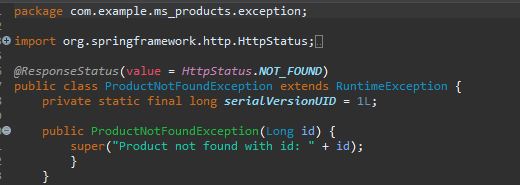 package com.example.ms_products.exception;
import org.springframework.http.HttpStatus;
@ResponseStatus(value = HttpStatus.NOT_FOUND)
public class ProductNotFoundException extends RuntimeException {
    private static final long serialVersionUID = 1L;
    public ProductNotFoundException(Long id) {
        super("Product not found with id: " + id);
        }
    }